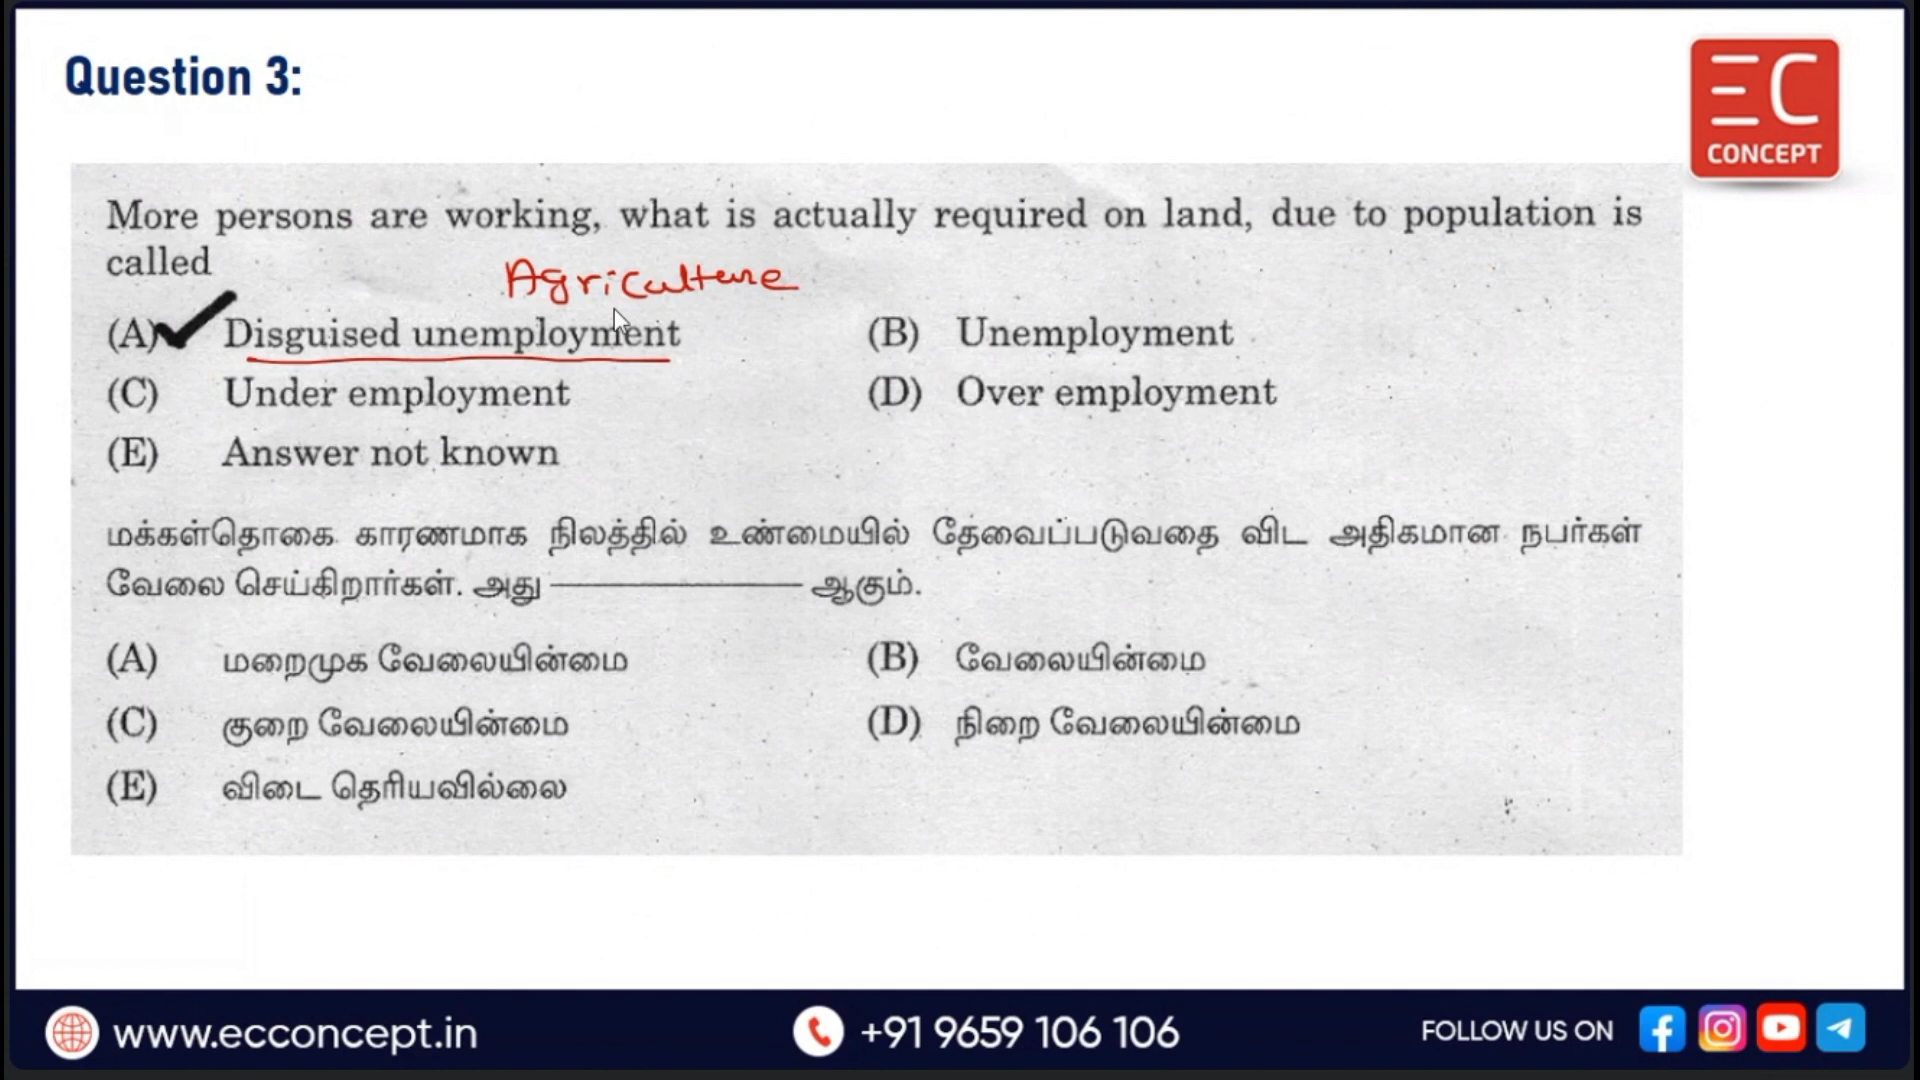 Question 3:
EC
CONCEPT
More persons are working, what is actually required on land, due to population is
called
Agriculture
(A) Disguised unemployment (B) Unemployment
(C) Under employment (D) Over employment
(E) Answer not known
மக்கள்தொகை காரணமாக நிலத்தில் உண்மையில் தேவைப்படுவதை விட அதிகமான நபர்கள்
வேலை செய்கிறார்கள். அது ———————— ஆகும்.
(A) மறைமுக வேலையின்மை (B) வேலையின்மை
(C) குறை வேலையின்மை (D) நிறை வேலையின்மை
(E) விடை தெரியவில்லை
www.ecconcept.in +91 9659 106 106 FOLLOW US ON